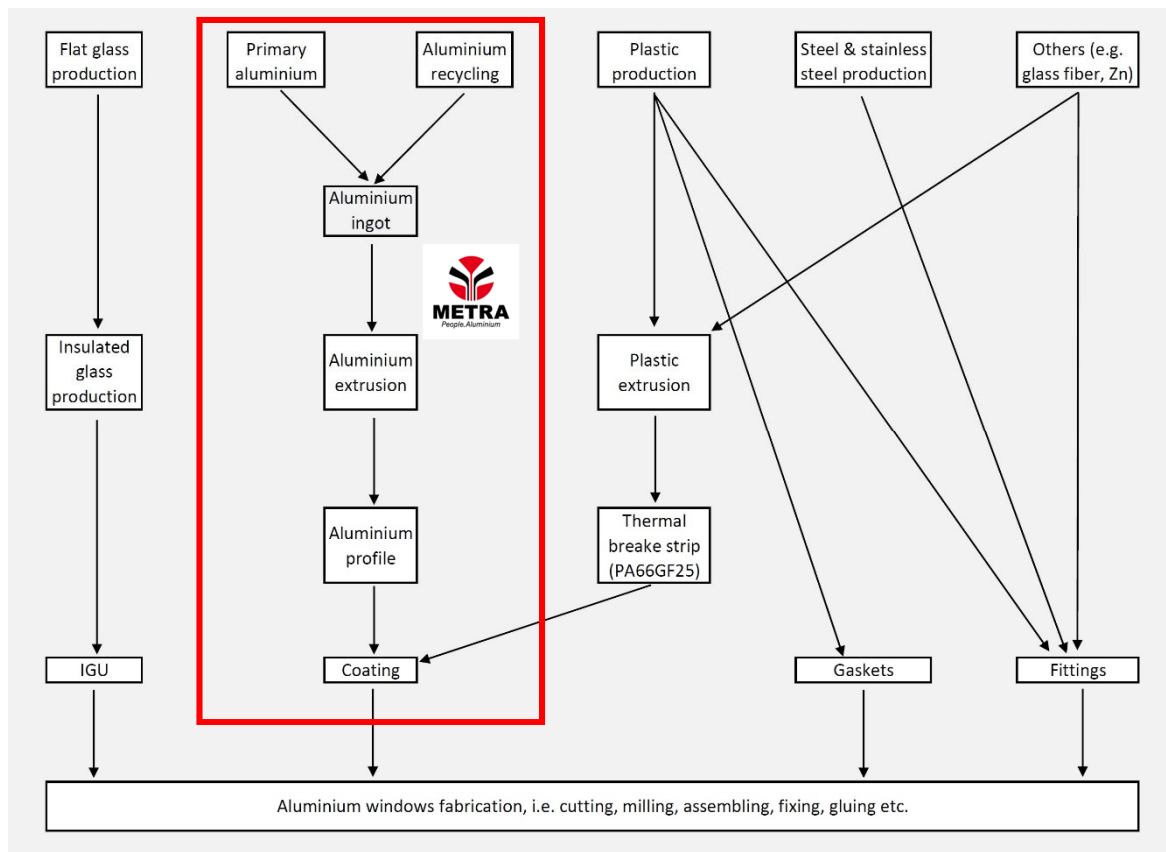 Flat glass
production
Primary
aluminium
Aluminium
recycling
Plastic
production
Steel & stainless
steel production
Others (e.g.
glass fiber, Zn)
Aluminium
ingot
METRA
People.Aluminium
Insulated
glass
production
Aluminium
extrusion
Plastic
extrusion
Aluminium
profile
Thermal
breake strip
(PA66GF25)
IGU
Coating
Gaskets
Fittings
Aluminium windows fabrication, i.e. cutting, milling, assembling, fixing, gluing etc.